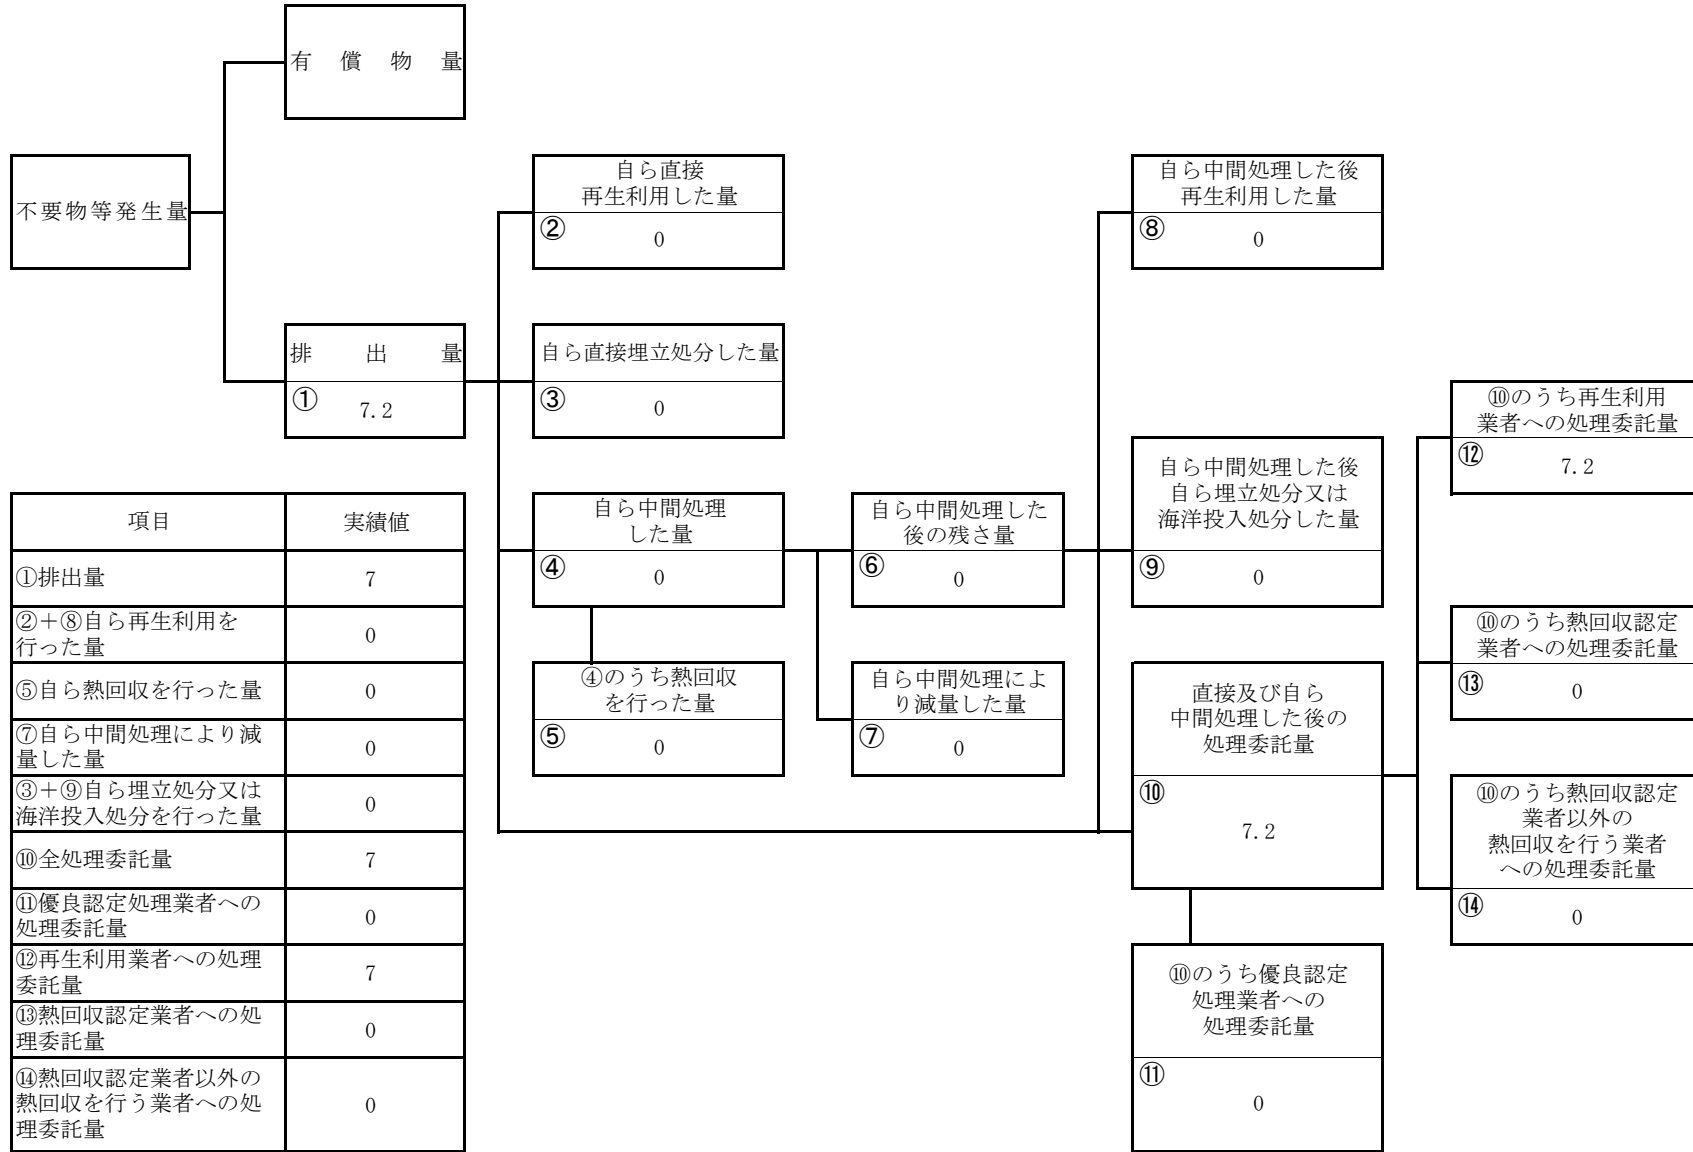 有償物量
不要物等発生量
自ら直接
再生利用した量
② 0
自ら中間処理した後
再生利用した量
⑧ 0
排出量
① 7.2
自ら直接埋立処分した量
③ 0
⑩のうち再生利用
業者への処理委託量
⑫ 7.2
自ら中間処理
した量
④ 0
自ら中間処理した
後の残さ量
⑥ 0
自ら中間処理した後
自ら埋立処分又は
海洋投入処分した量
⑨ 0
⑩のうち熱回収認定
業者への処理委託量
⑬ 0
④のうち熱回収
を行った量
⑤ 0
自ら中間処理によ
り減量した量
⑦ 0
直接及び自ら
中間処理した後の
処理委託量
⑩
7.2
⑩のうち熱回収認定
業者以外の
熱回収を行う業者
への処理委託量
⑭ 0
⑩のうち優良認定
処理業者への
処理委託量
⑪
0
項目 実績値
①排出量 7
②＋⑧自ら再生利用を
行った量 0
⑤自ら熱回収を行った量 0
⑦自ら中間処理により減
量した量 0
③＋⑨自ら埋立処分又は
海洋投入処分を行った量 0
⑩全処理委託量 7
⑪優良認定処理業者への
処理委託量 0
⑫再生利用業者への処理
委託量 7
⑬熱回収認定業者への処
理委託量 0
⑭熱回収認定業者以外の
熱回収を行う業者への処
理委託量 0